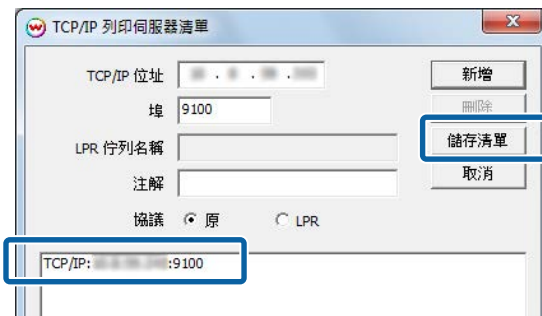 TCP/IP 列印伺服器清單
TCP/IP 位址
新增
埠 9100
刪除
LPR 佇列名稱
儲存清單
注解
取消
協議 原 LPR
TCP/IP: :9100